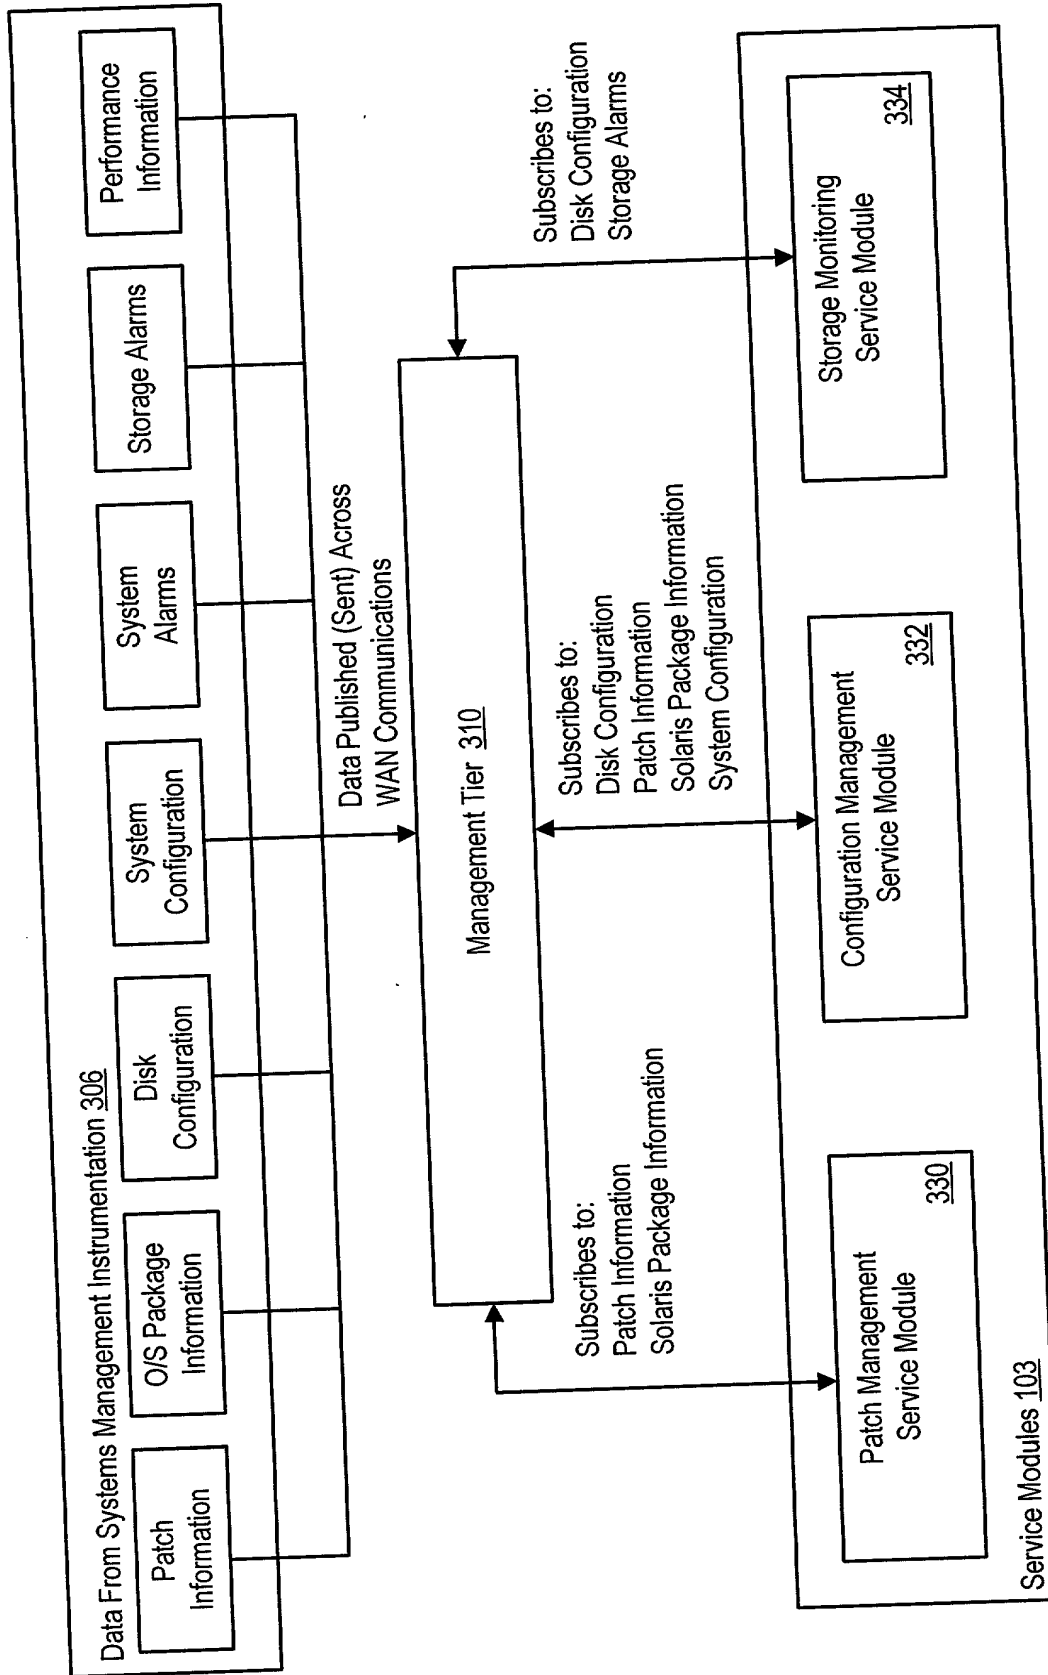 Data From Systems Management Instrumentation 306
Patch
Information
O/S Package
Information
Disk
Configuration
System
Configuration
System
Alarms
Storage Alarms
Performance
Information
Data Published (Sent) Across
WAN Communications
Management Tier 310
Subscribes to:
Patch Information
Solaris Package Information
Subscribes to:
Disk Configuration
Patch Information
Solaris Package Information
System Configuration
Subscribes to:
Disk Configuration
Storage Alarms
Patch Management
Service Module
330
Configuration Management
Service Module
332
Storage Monitoring
Service Module
334
Service Modules 103